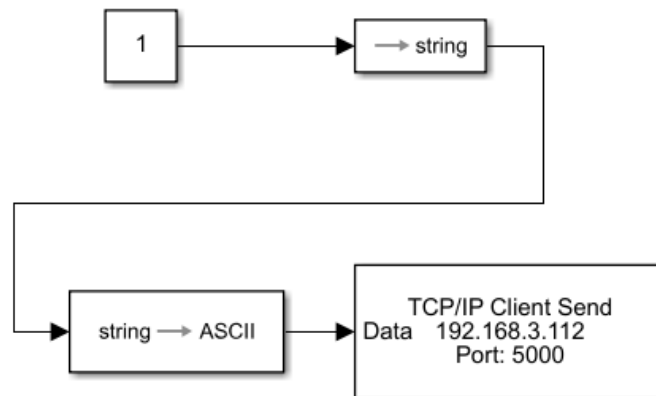 1
→ string
string → ASCII
TCP/IP Client Send
Data 192.168.3.112
Port: 5000